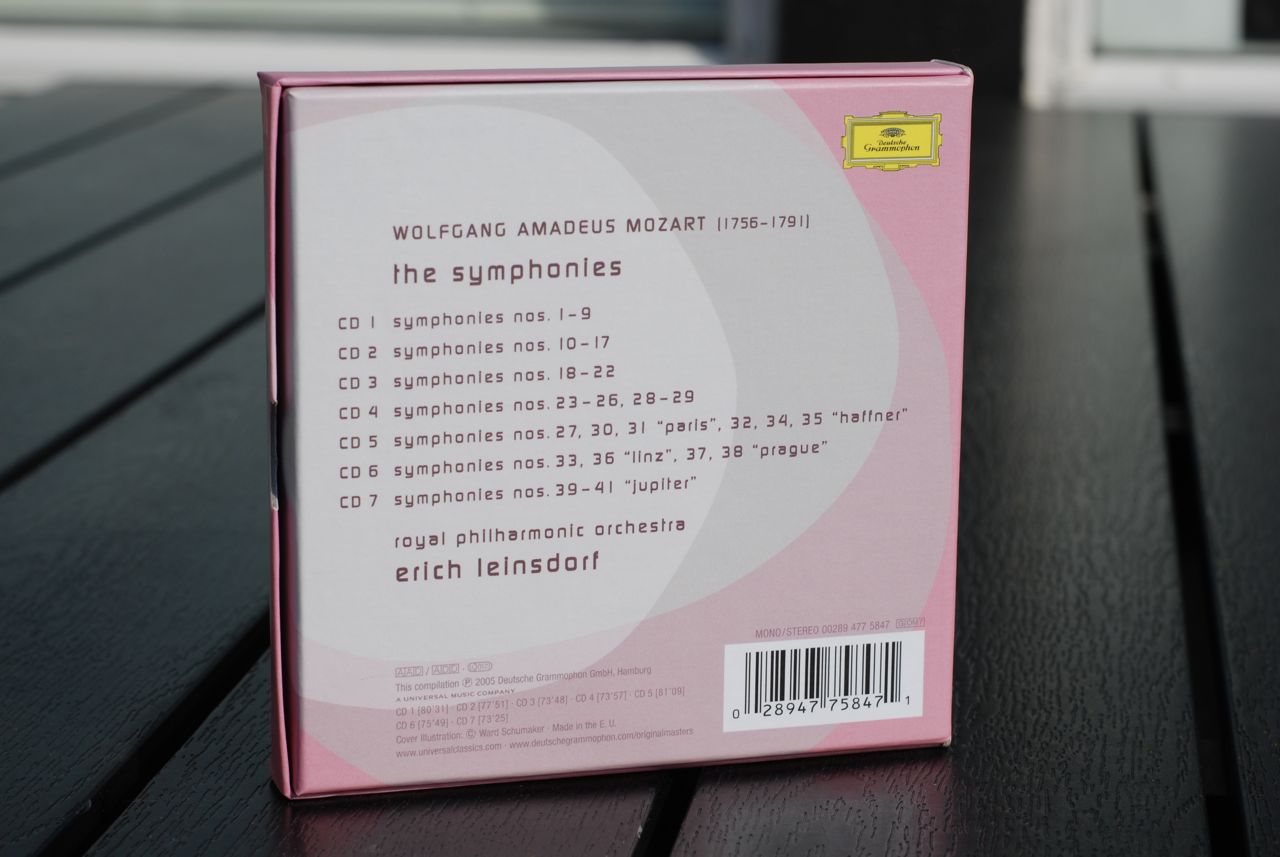 Deutsche
Grammophon
WOLFGANG AMADEUS MOZART (1756–1791)
the symphonies
CD 1 symphonies nos. 1–9
CD 2 symphonies nos. 10–17
CD 3 symphonies nos. 18–22
CD 4 symphonies nos. 23–26, 28–29
CD 5 symphonies nos. 27, 30, 31 “paris”, 32, 34, 35 “haffner”
CD 6 symphonies nos. 33, 36 “linz”, 37, 38 “prague”
CD 7 symphonies nos. 39–41 “jupiter”
royal philharmonic orchestra
erich leinsdorf
MONO/STEREO 00289 477 5847 GOM7
AAD / ADD ·
This compilation ℗ 2005 Deutsche Grammophon GmbH, Hamburg
A UNIVERSAL MUSIC COMPANY
CD 1 [80'31] · CD 2 [77'51] · CD 3 [73'48] · CD 4 [73'57] · CD 5 [81'09]
CD 6 [75'49] · CD 7 [73'25]
Cover Illustration: © Ward Schumaker · Made in the E. U.
www.universalclassics.com · www.deutschegrammophon.com/originalmasters
0 28947 75847 1